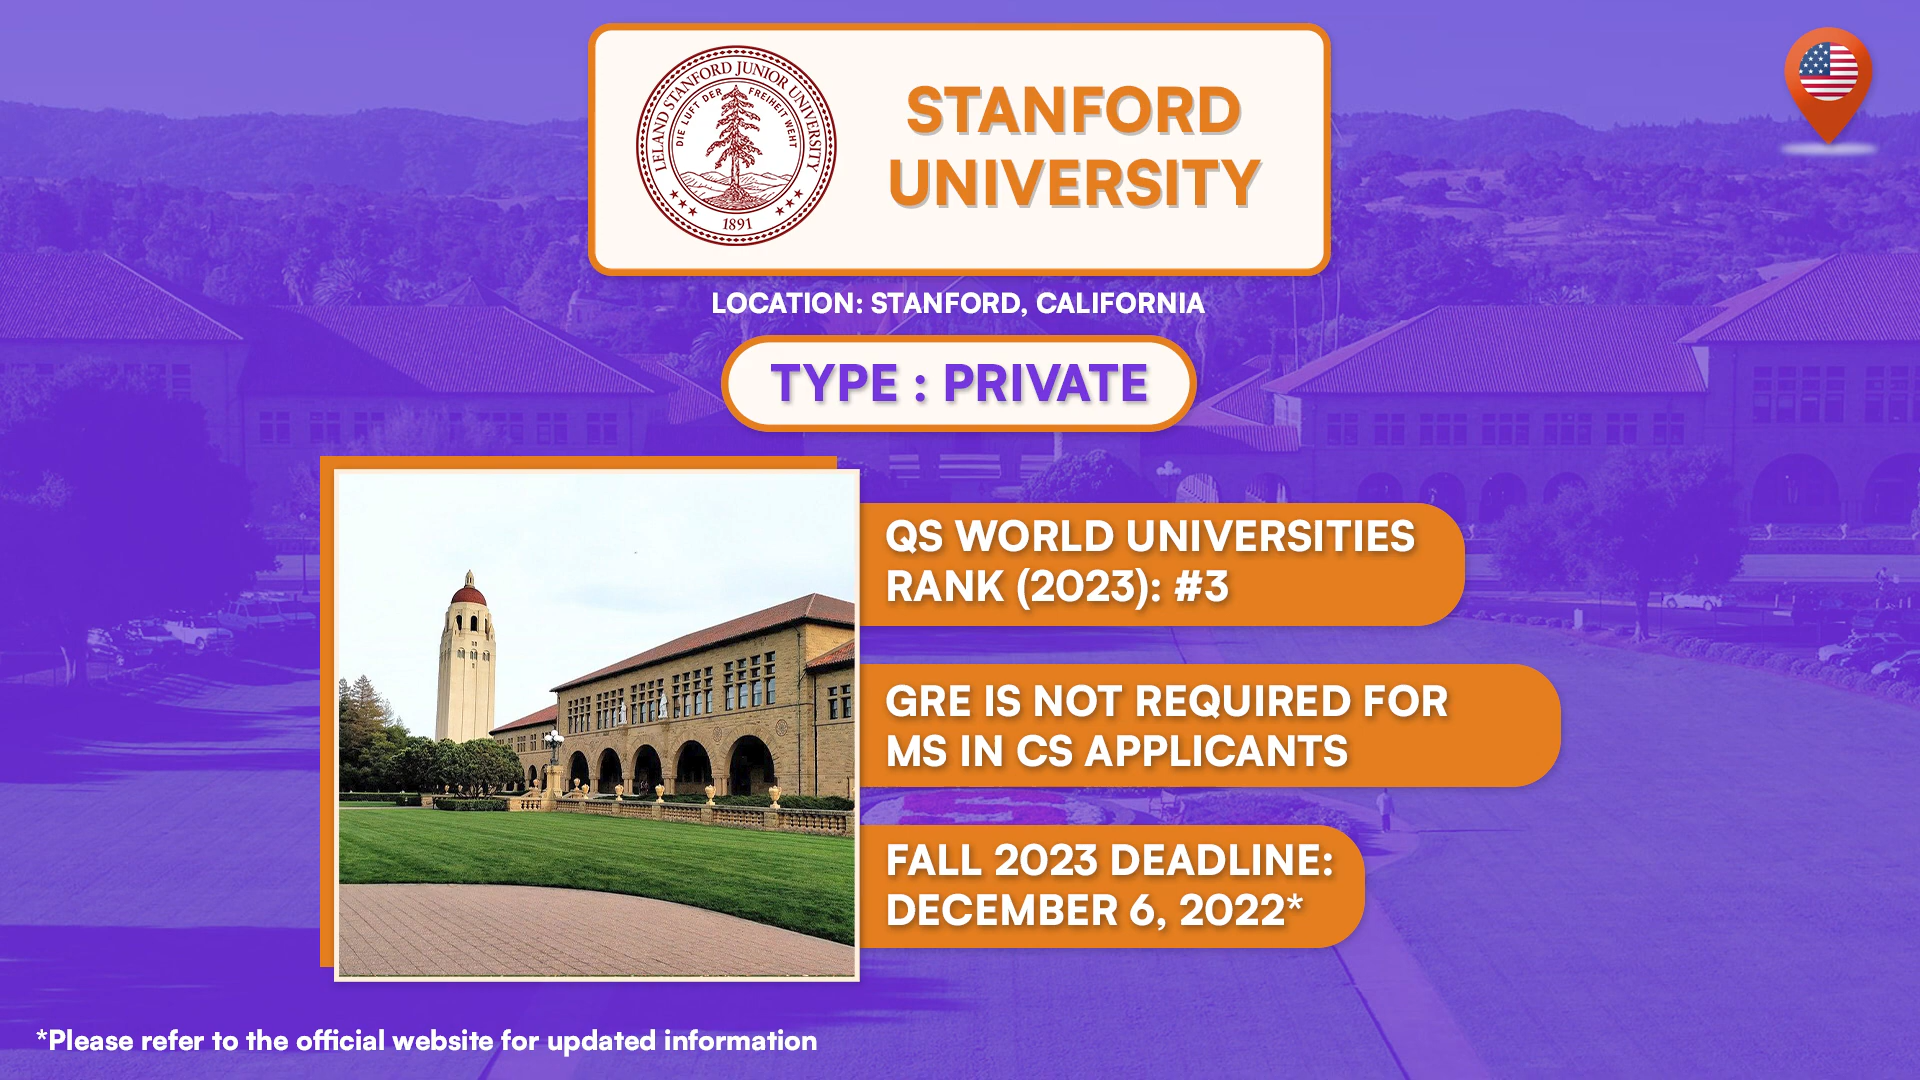 LELAND STANFORD JUNIOR UNIVERSITY
DIE LUFT DER FREIHEIT WEHT
1891
STANFORD
UNIVERSITY
LOCATION: STANFORD, CALIFORNIA
TYPE : PRIVATE
QS WORLD UNIVERSITIES
RANK (2023): #3
GRE IS NOT REQUIRED FOR
MS IN CS APPLICANTS
FALL 2023 DEADLINE:
DECEMBER 6, 2022*
*Please refer to the official website for updated information